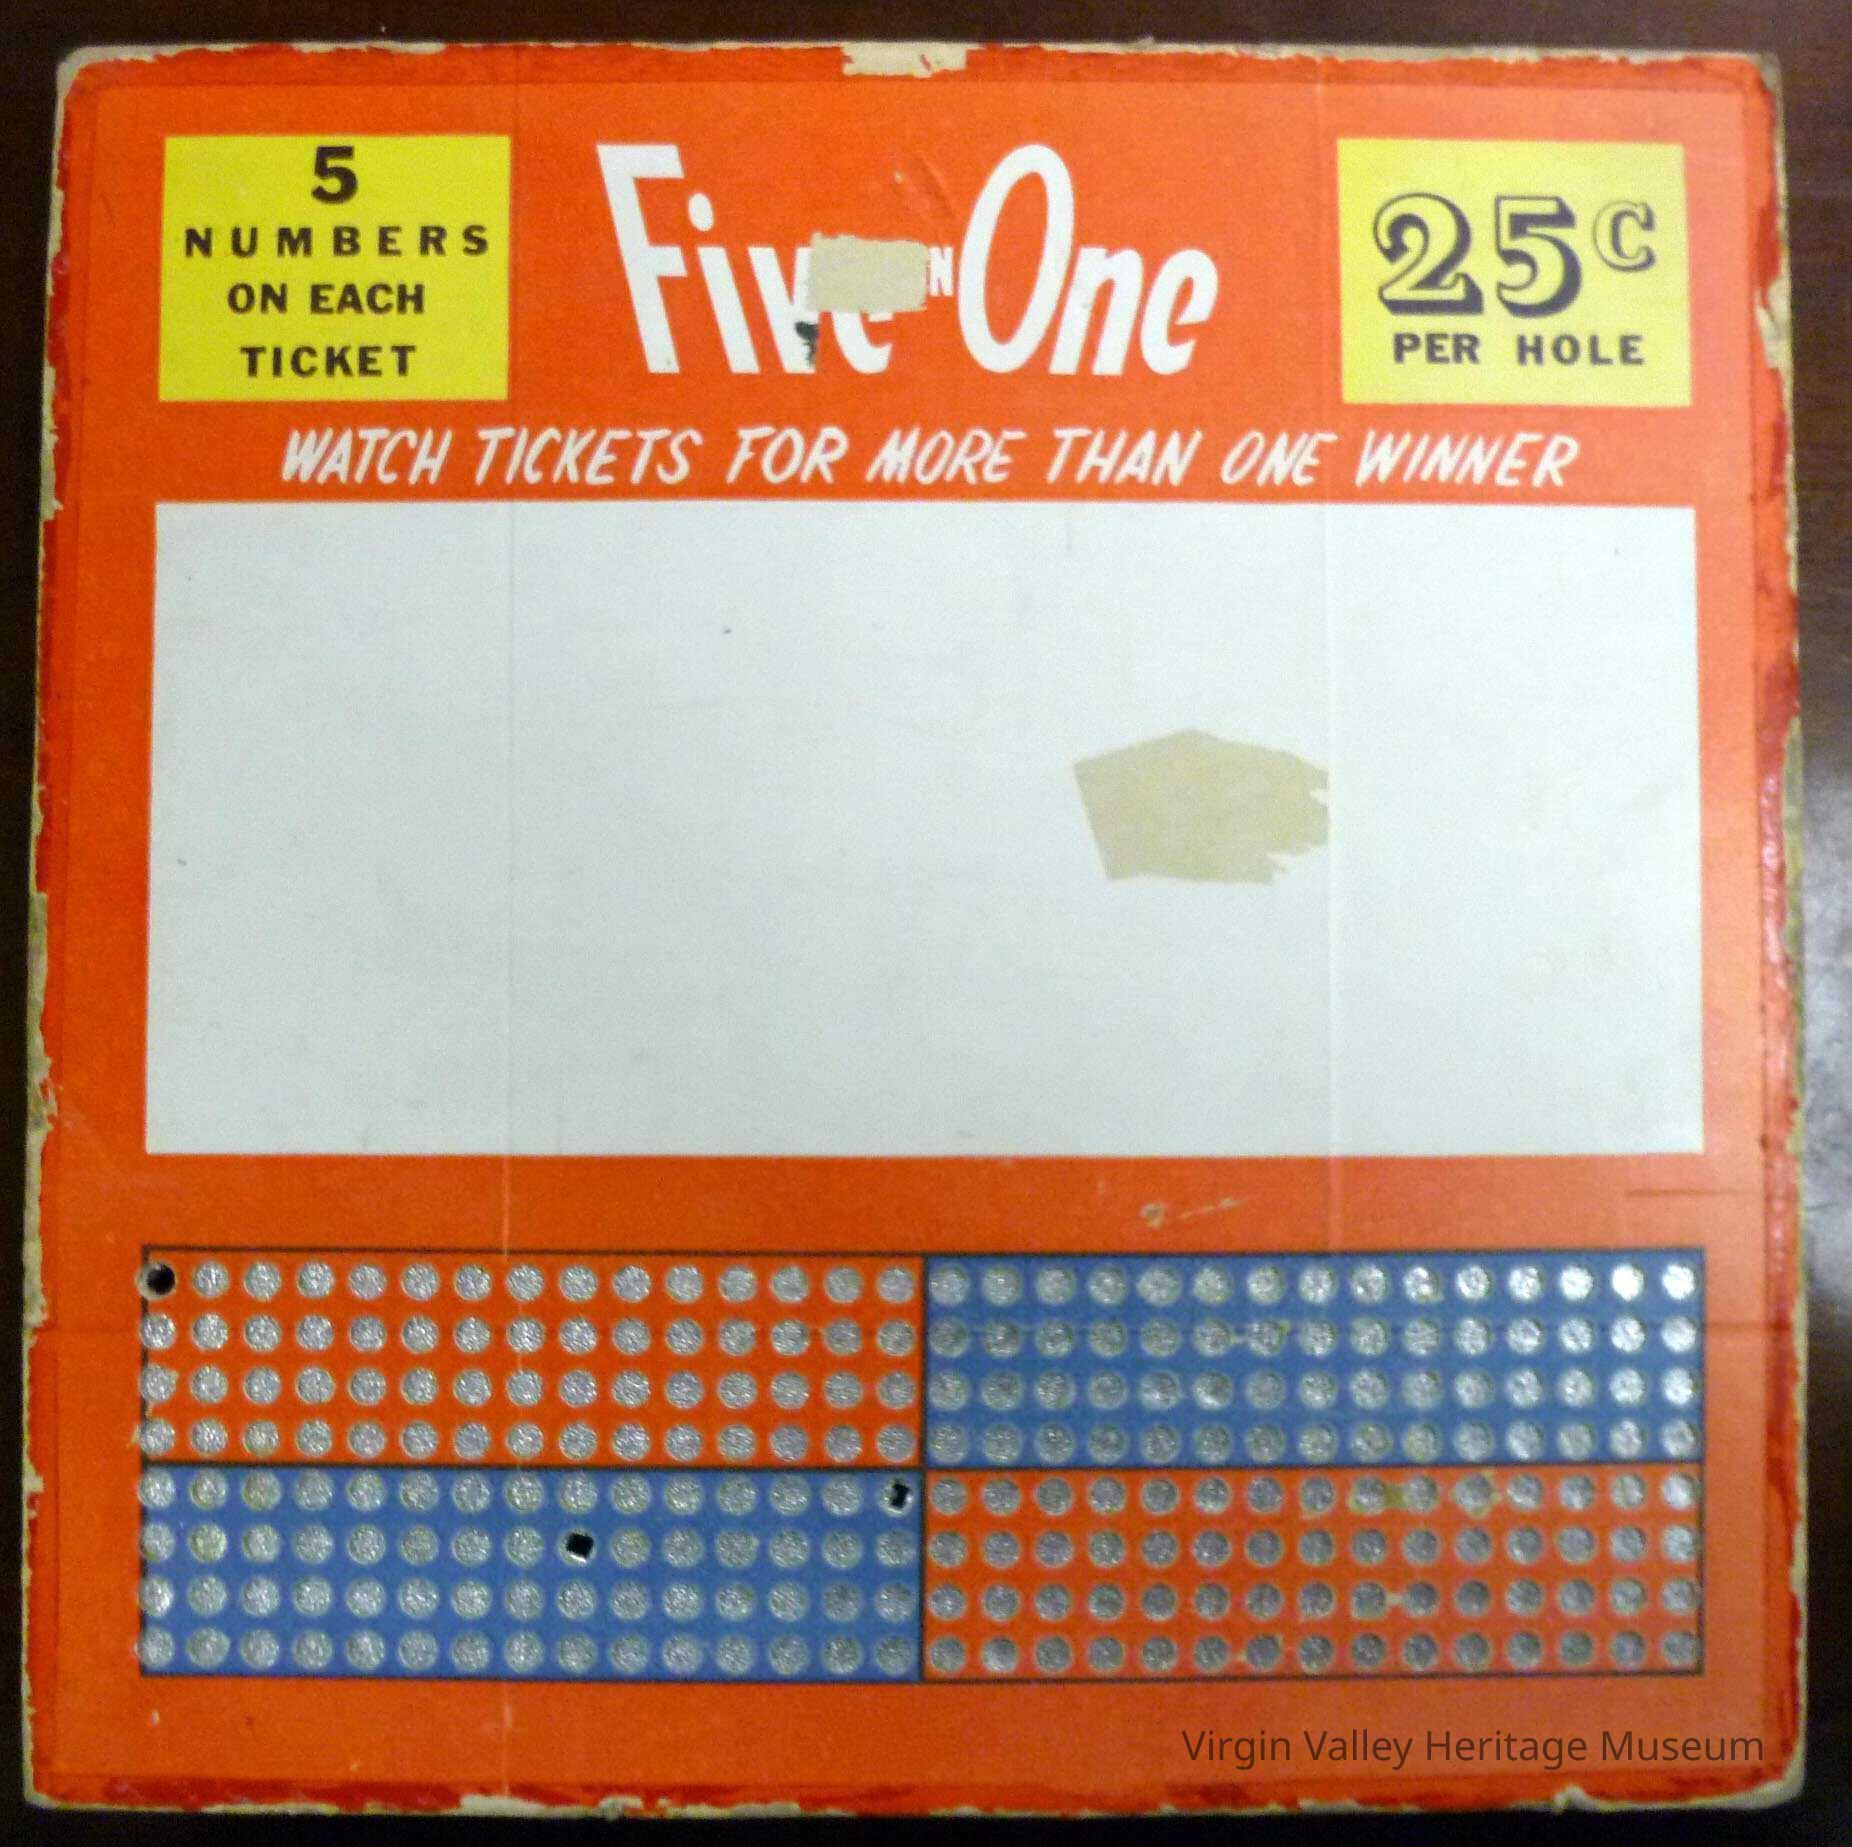 5
NUMBERS
ON EACH
TICKET
Five N One
25¢
PER HOLE
WATCH TICKETS FOR MORE THAN ONE WINNER
Virgin Valley Heritage Museum